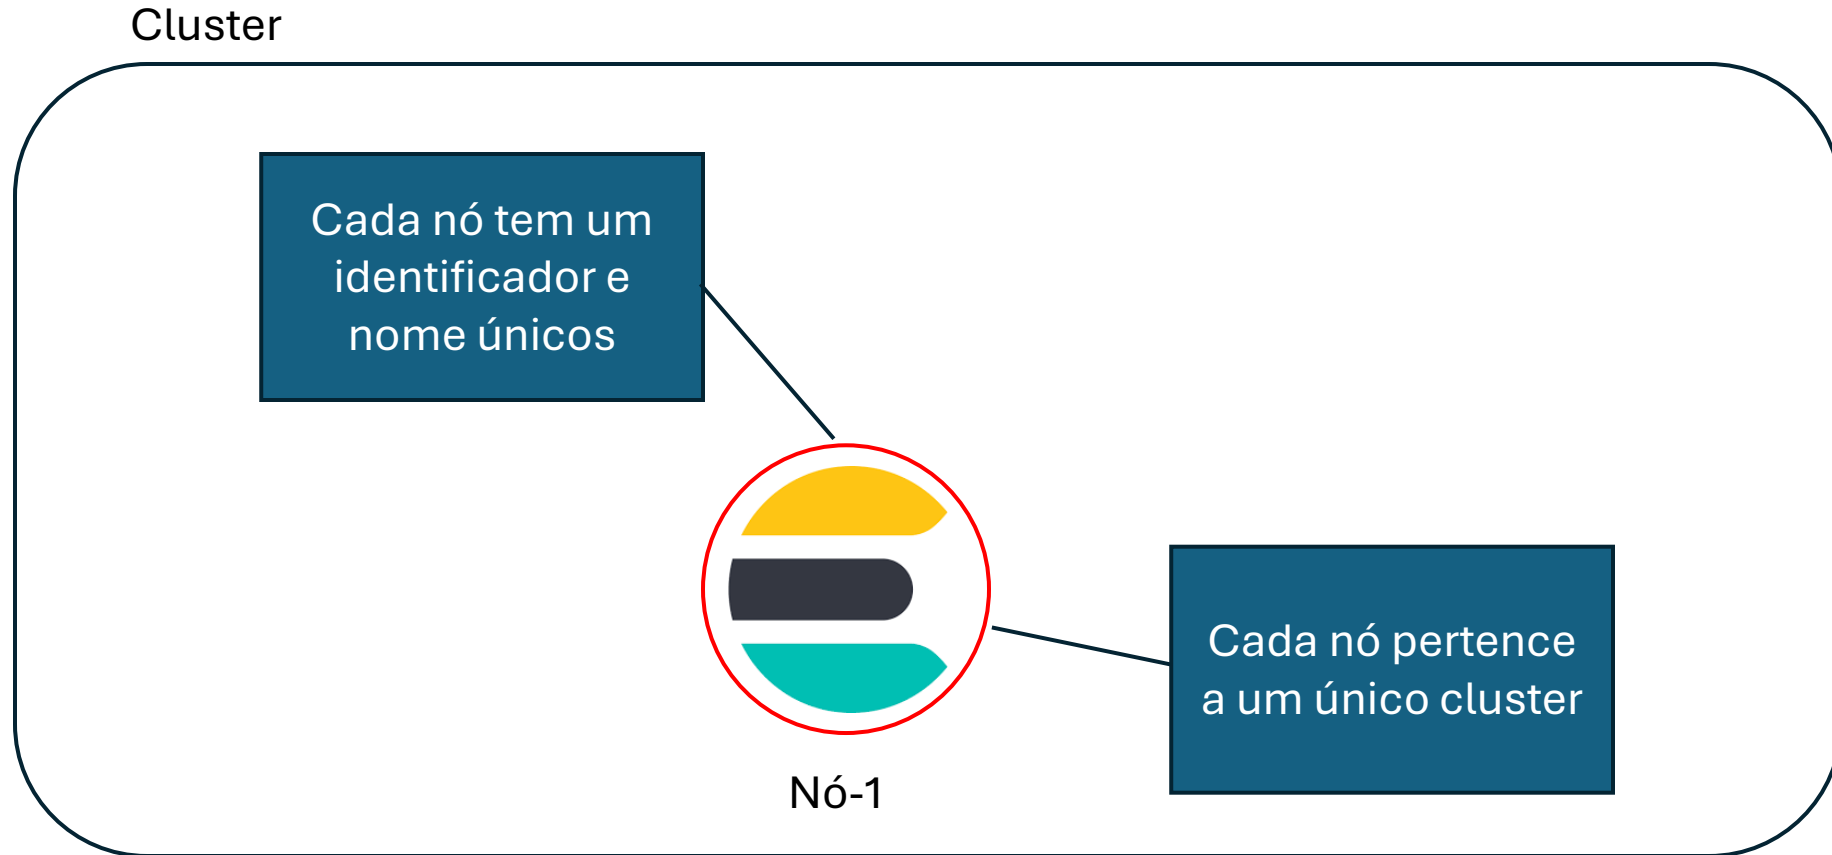 Cluster
Cada nó tem um
identificador e
nome únicos
Cada nó pertence
a um único cluster
Nó-1